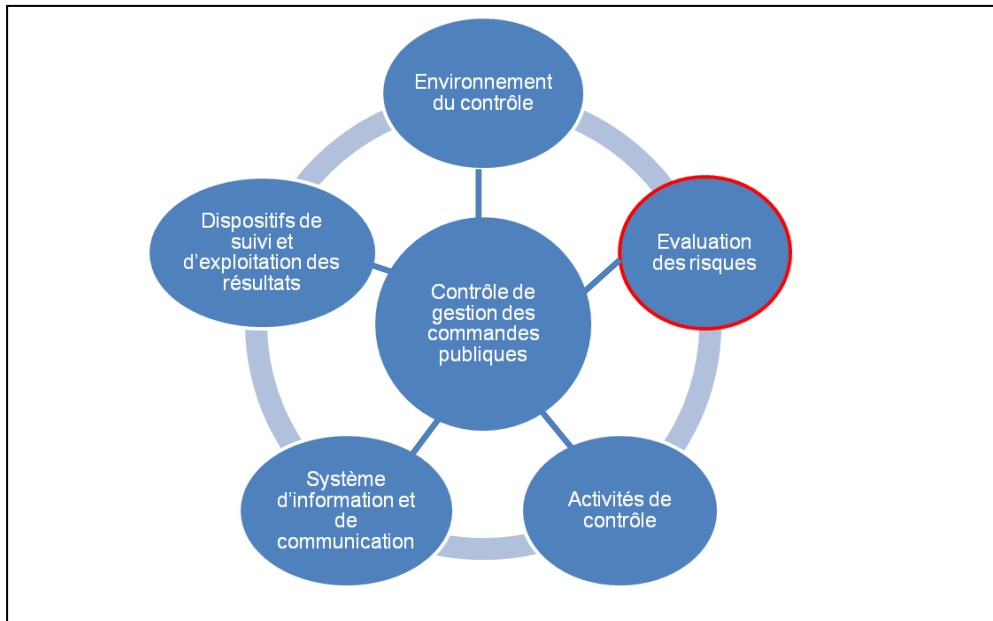 Environnement
du contrôle
Evaluation
des risques
Dispositifs de
suivi et
d'exploitation des
résultats
Contrôle de
gestion des
commandes
publiques
Système
d'information et
de
communication
Activités de
contrôle